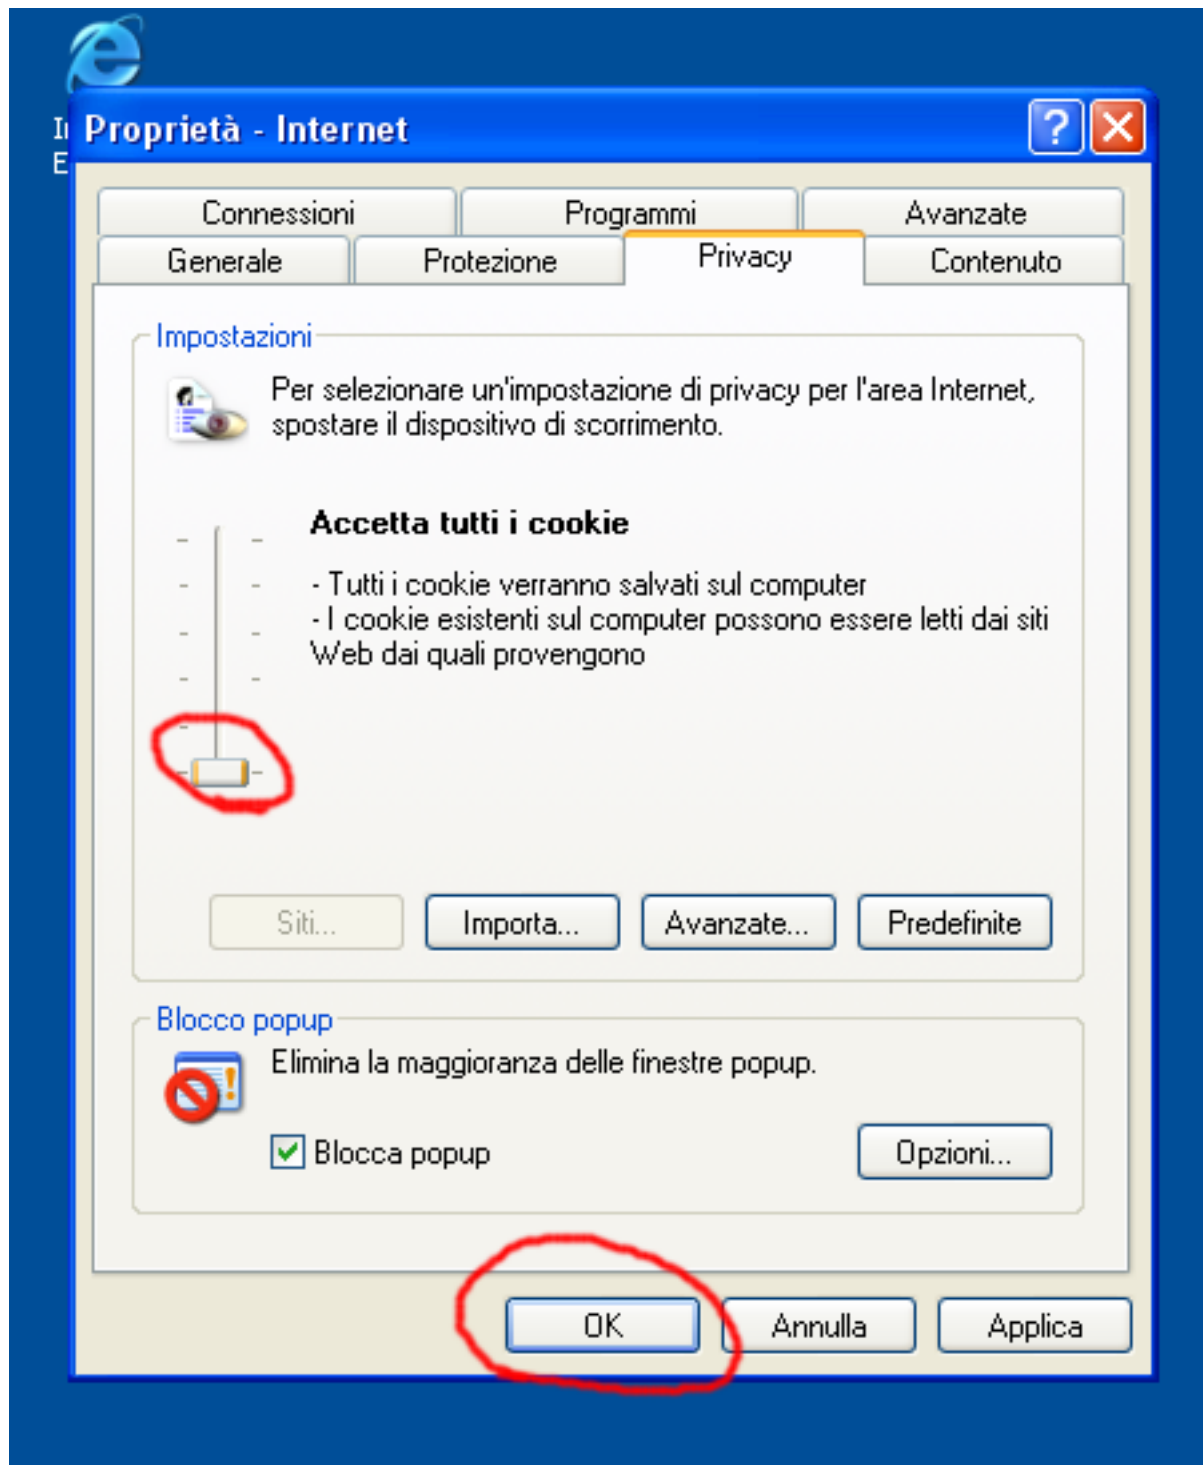 Proprietà - Internet
Connessioni
Programmi
Avanzate
Generale
Protezione
Privacy
Contenuto
Impostazioni
Per selezionare un'impostazione di privacy per l'area Internet,
spostare il dispositivo di scorrimento.
Accetta tutti i cookie
- Tutti i cookie verranno salvati sul computer
- I cookie esistenti sul computer possono essere letti dai siti
Web dai quali provengono
Siti...
Importa...
Avanzate...
Predefinite
Blocco popup
Elimina la maggioranza delle finestre popup.
Blocca popup
Opzioni...
OK
Annulla
Applica